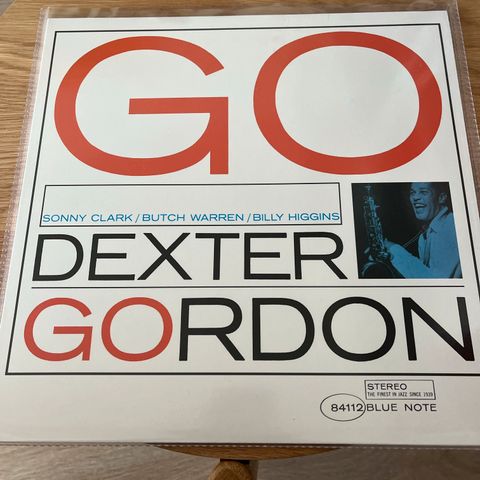 GO
SONNY CLARK/BUTCH WARREN/BILLY HIGGINS
DEXTER
GORDON
STEREO
THE FINEST IN JAZZ SINCE 1939
84112 BLUE NOTE